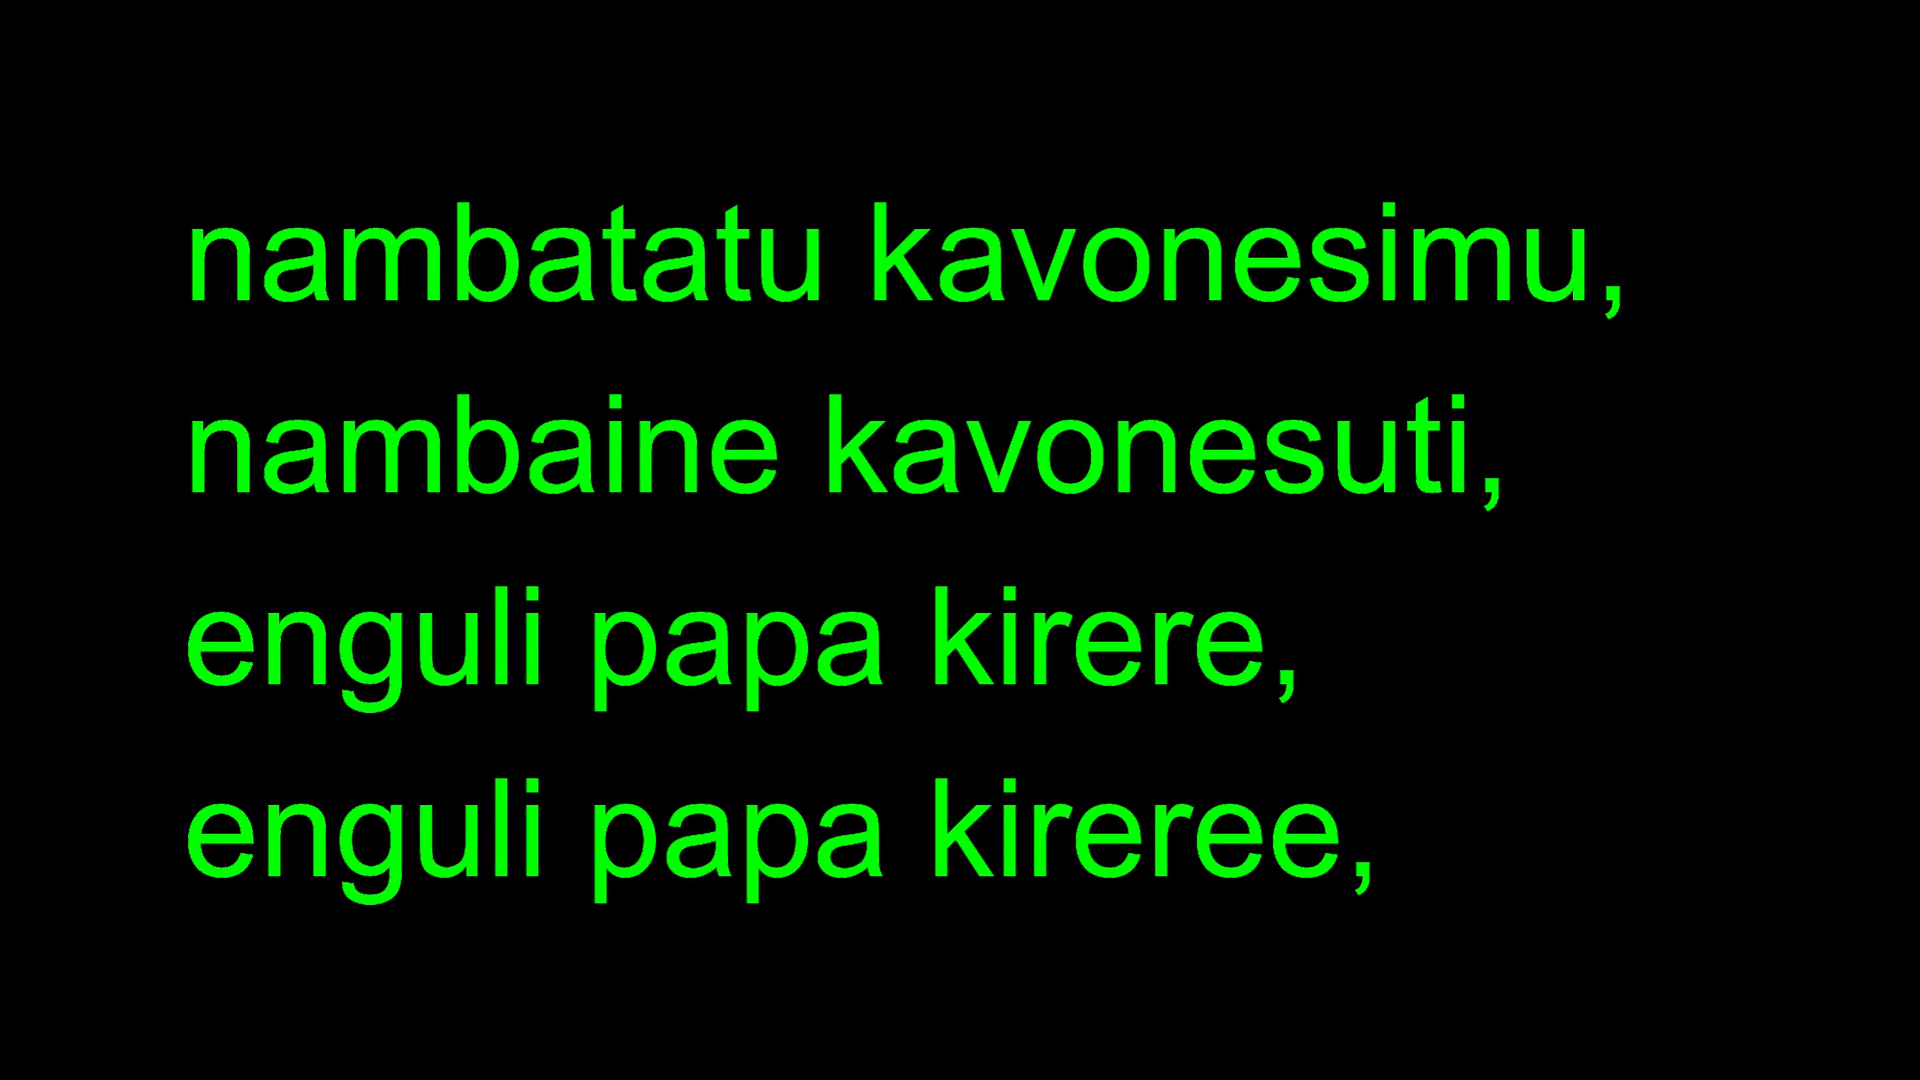 nambatatu kavonesimu,
nambaine kavonesuti,
enguli papa kirere,
enguli papa kireree,